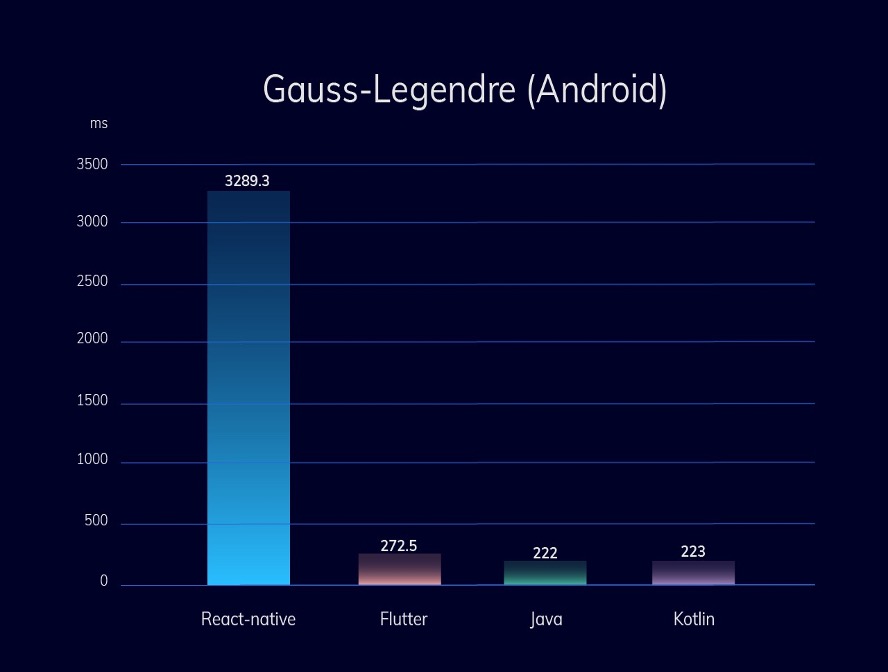 Gauss-Legendre (Android)
ms
3500
3289.3
3000
2500
2000
1500
1000
500
272.5
222
223
0
React-native
Flutter
Java
Kotlin